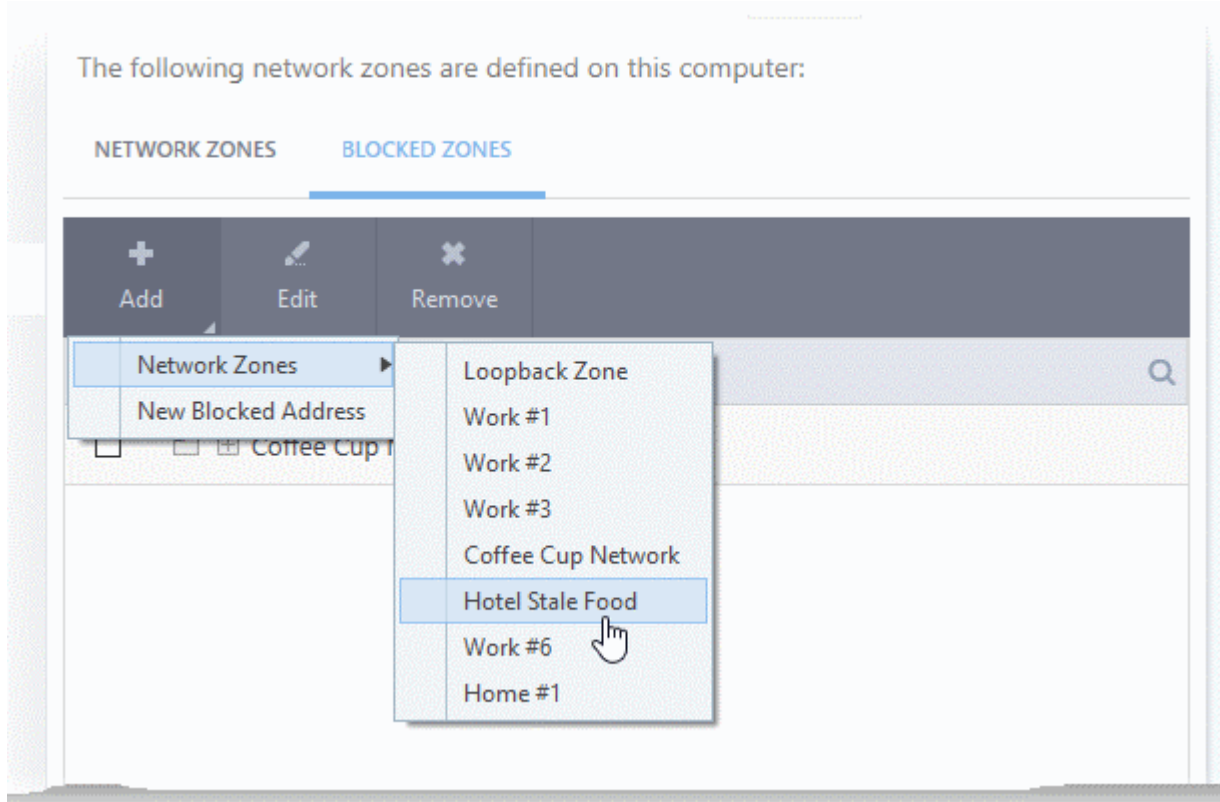 The following network zones are defined on this computer:
NETWORK ZONES BLOCKED ZONES
Add Edit Remove
Network Zones
New Blocked Address
Coffee Cup
Loopback Zone
Work #1
Work #2
Work #3
Coffee Cup Network
Hotel Stale Food
Work #6
Home #1